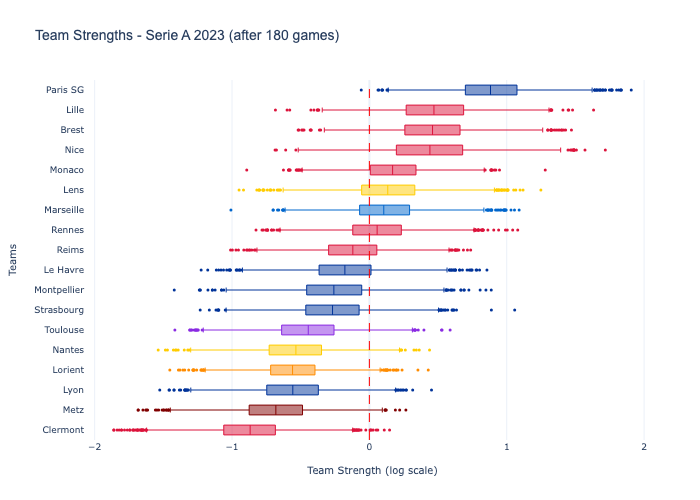 Team Strengths - Serie A 2023 (after 180 games)
Paris SG
Lille
Brest
Nice
Monaco
Lens
Marseille
Rennes
Reims
Le Havre
Montpellier
Strasbourg
Toulouse
Nantes
Lorient
Lyon
Metz
Clermont
Teams
−2
−1
0
1
2
Team Strength (log scale)